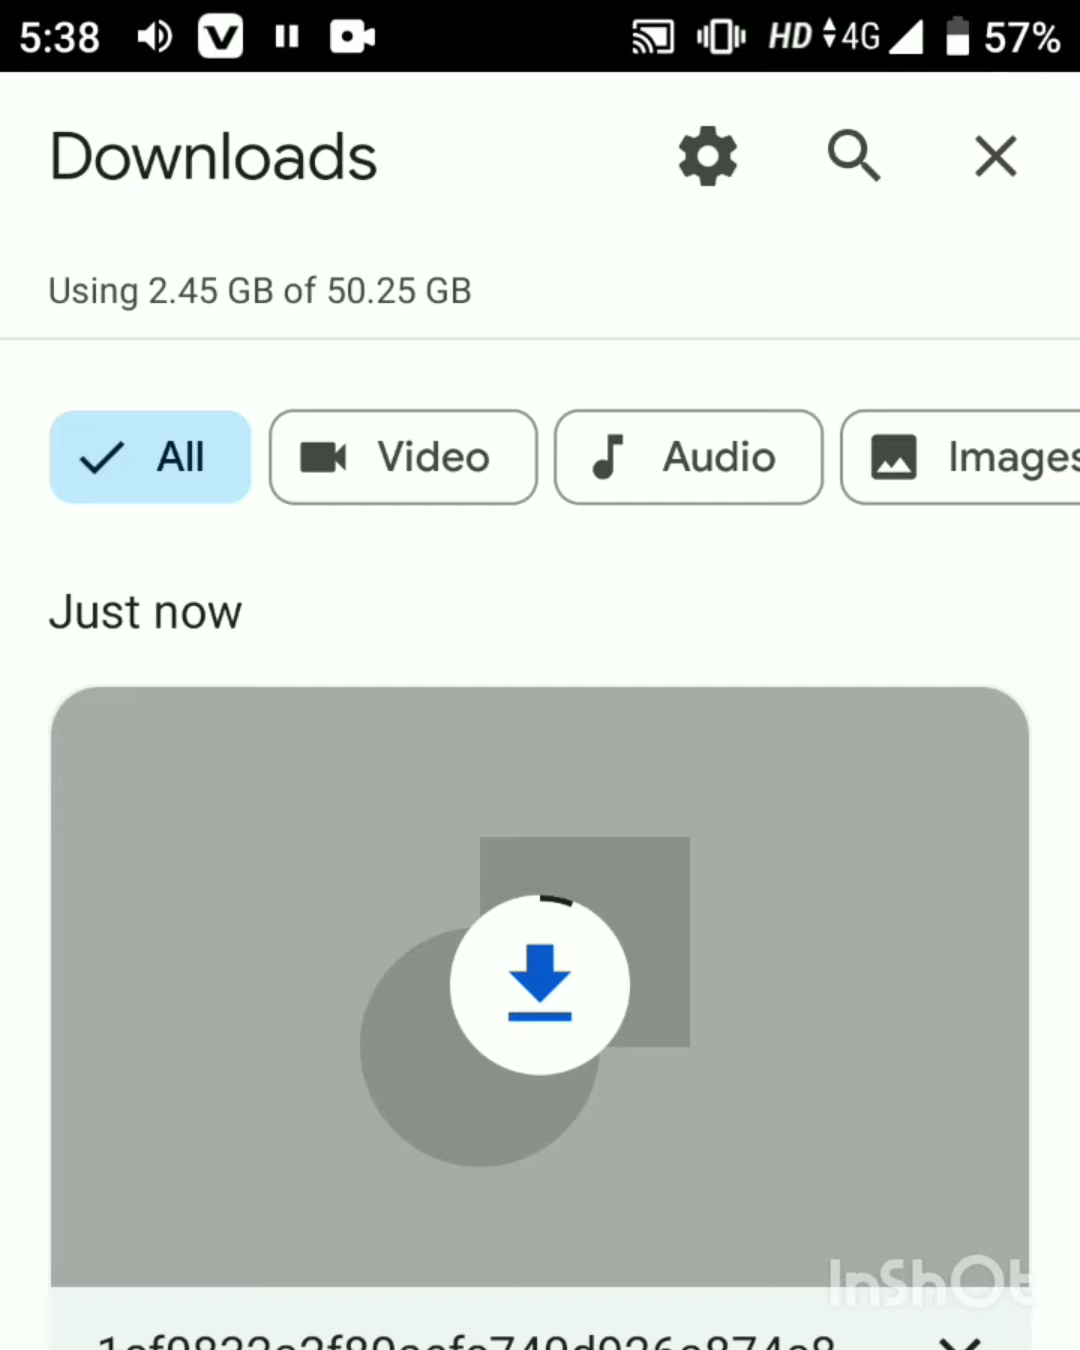 5:38 HD 4G 57%
Downloads
Using 2.45 GB of 50.25 GB
All Video Audio Images
Just now
InShOt